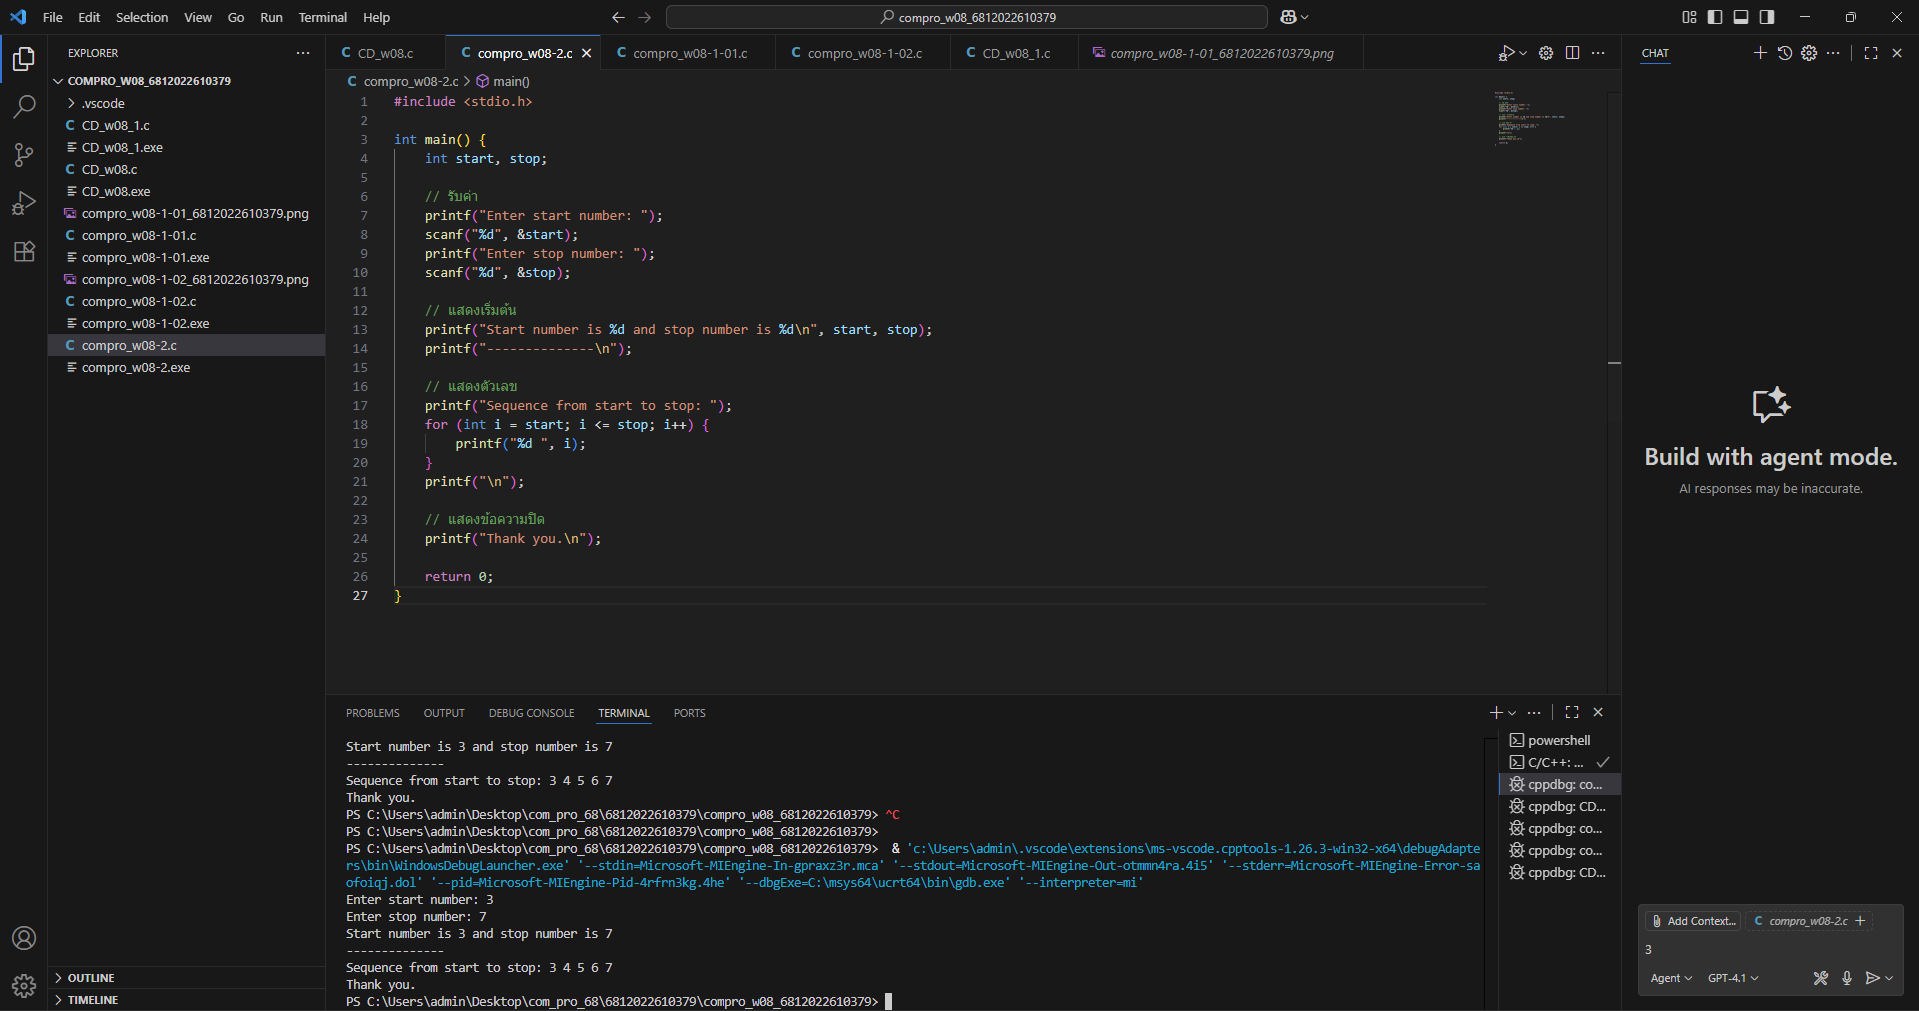 File Edit Selection View Go Run Terminal Help
compro_w08_6812022610379
EXPLORER
COMPRO_W08_6812022610379
.vscode
C CD_w08_1.c
CD_w08_1.exe
C CD_w08.c
CD_w08.exe
compro_w08-1-01_6812022610379.png
C compro_w08-1-01.c
compro_w08-1-01.exe
compro_w08-1-02_6812022610379.png
C compro_w08-1-02.c
compro_w08-1-02.exe
C compro_w08-2.c
compro_w08-2.exe
OUTLINE
TIMELINE
C CD_w08.c
C compro_w08-2.c
C compro_w08-1-01.c
C compro_w08-1-02.c
C CD_w08_1.c
compro_w08-1-01_6812022610379.png
C compro_w08-2.c > main()
1 #include <stdio.h>
2
3 int main() {
4 int start, stop;
5
6 // รับค่า
7 printf("Enter start number: ");
8 scanf("%d", &start);
9 printf("Enter stop number: ");
10 scanf("%d", &stop);
11
12 // แสดงเริ่มต้น
13 printf("Start number is %d and stop number is %d\n", start, stop);
14 printf("--------------\n");
15
16 // แสดงตัวเลข
17 printf("Sequence from start to stop: ");
18 for (int i = start; i <= stop; i++) {
19 printf("%d ", i);
20 }
21 printf("\n");
22
23 // แสดงข้อความปิด
24 printf("Thank you.\n");
25
26 return 0;
27 }
PROBLEMS OUTPUT DEBUG CONSOLE TERMINAL PORTS
Start number is 3 and stop number is 7
--------------
Sequence from start to stop: 3 4 5 6 7
Thank you.
PS C:\Users\admin\Desktop\com_pro_68\6812022610379\compro_w08_6812022610379> ^C
PS C:\Users\admin\Desktop\com_pro_68\6812022610379\compro_w08_6812022610379>
PS C:\Users\admin\Desktop\com_pro_68\6812022610379\compro_w08_6812022610379> & 'c:\Users\admin\.vscode\extensions\ms-vscode.cpptools-1.26.3-win32-x64\debugAdapte
rs\bin\WindowsDebugLauncher.exe' '--stdin=Microsoft-MIEngine-In-gpraxz3r.mca' '--stdout=Microsoft-MIEngine-Out-otmmn4ra.4i5' '--stderr=Microsoft-MIEngine-Error-sa
ofoiqj.dol' '--pid=Microsoft-MIEngine-Pid-4rfrn3kg.4he' '--dbgExe=C:\msys64\ucrt64\bin\gdb.exe' '--interpreter=mi'
Enter start number: 3
Enter stop number: 7
Start number is 3 and stop number is 7
--------------
Sequence from start to stop: 3 4 5 6 7
Thank you.
PS C:\Users\admin\Desktop\com_pro_68\6812022610379\compro_w08_6812022610379>
powershell
C/C++: ...
cppdbg: co...
cppdbg: CD...
cppdbg: co...
cppdbg: co...
cppdbg: CD...
CHAT
Build with agent mode.
AI responses may be inaccurate.
Add Context...
C compro_w08-2.c
3
Agent GPT-4.1